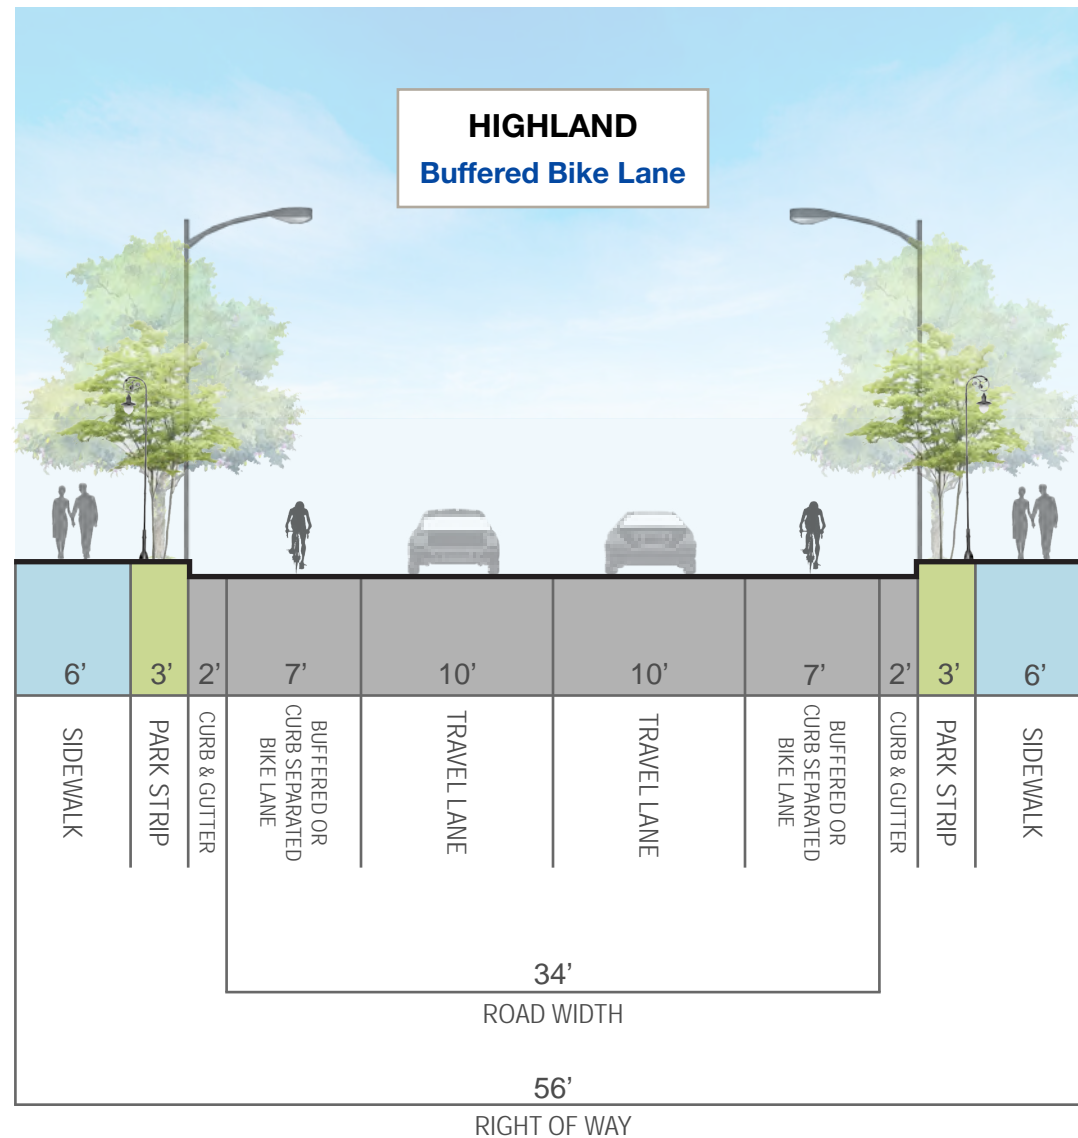 HIGHLAND
Buffered Bike Lane
6’ 3’ 2’ 7’ 10’ 10’ 7’ 2’ 3’ 6’
SIDEWALK
PARK STRIP
CURB & GUTTER
BUFFERED OR
CURB SEPARATED
BIKE LANE
TRAVEL LANE
TRAVEL LANE
BUFFERED OR
CURB SEPARATED
BIKE LANE
CURB & GUTTER
PARK STRIP
SIDEWALK
34’
ROAD WIDTH
56’
RIGHT OF WAY